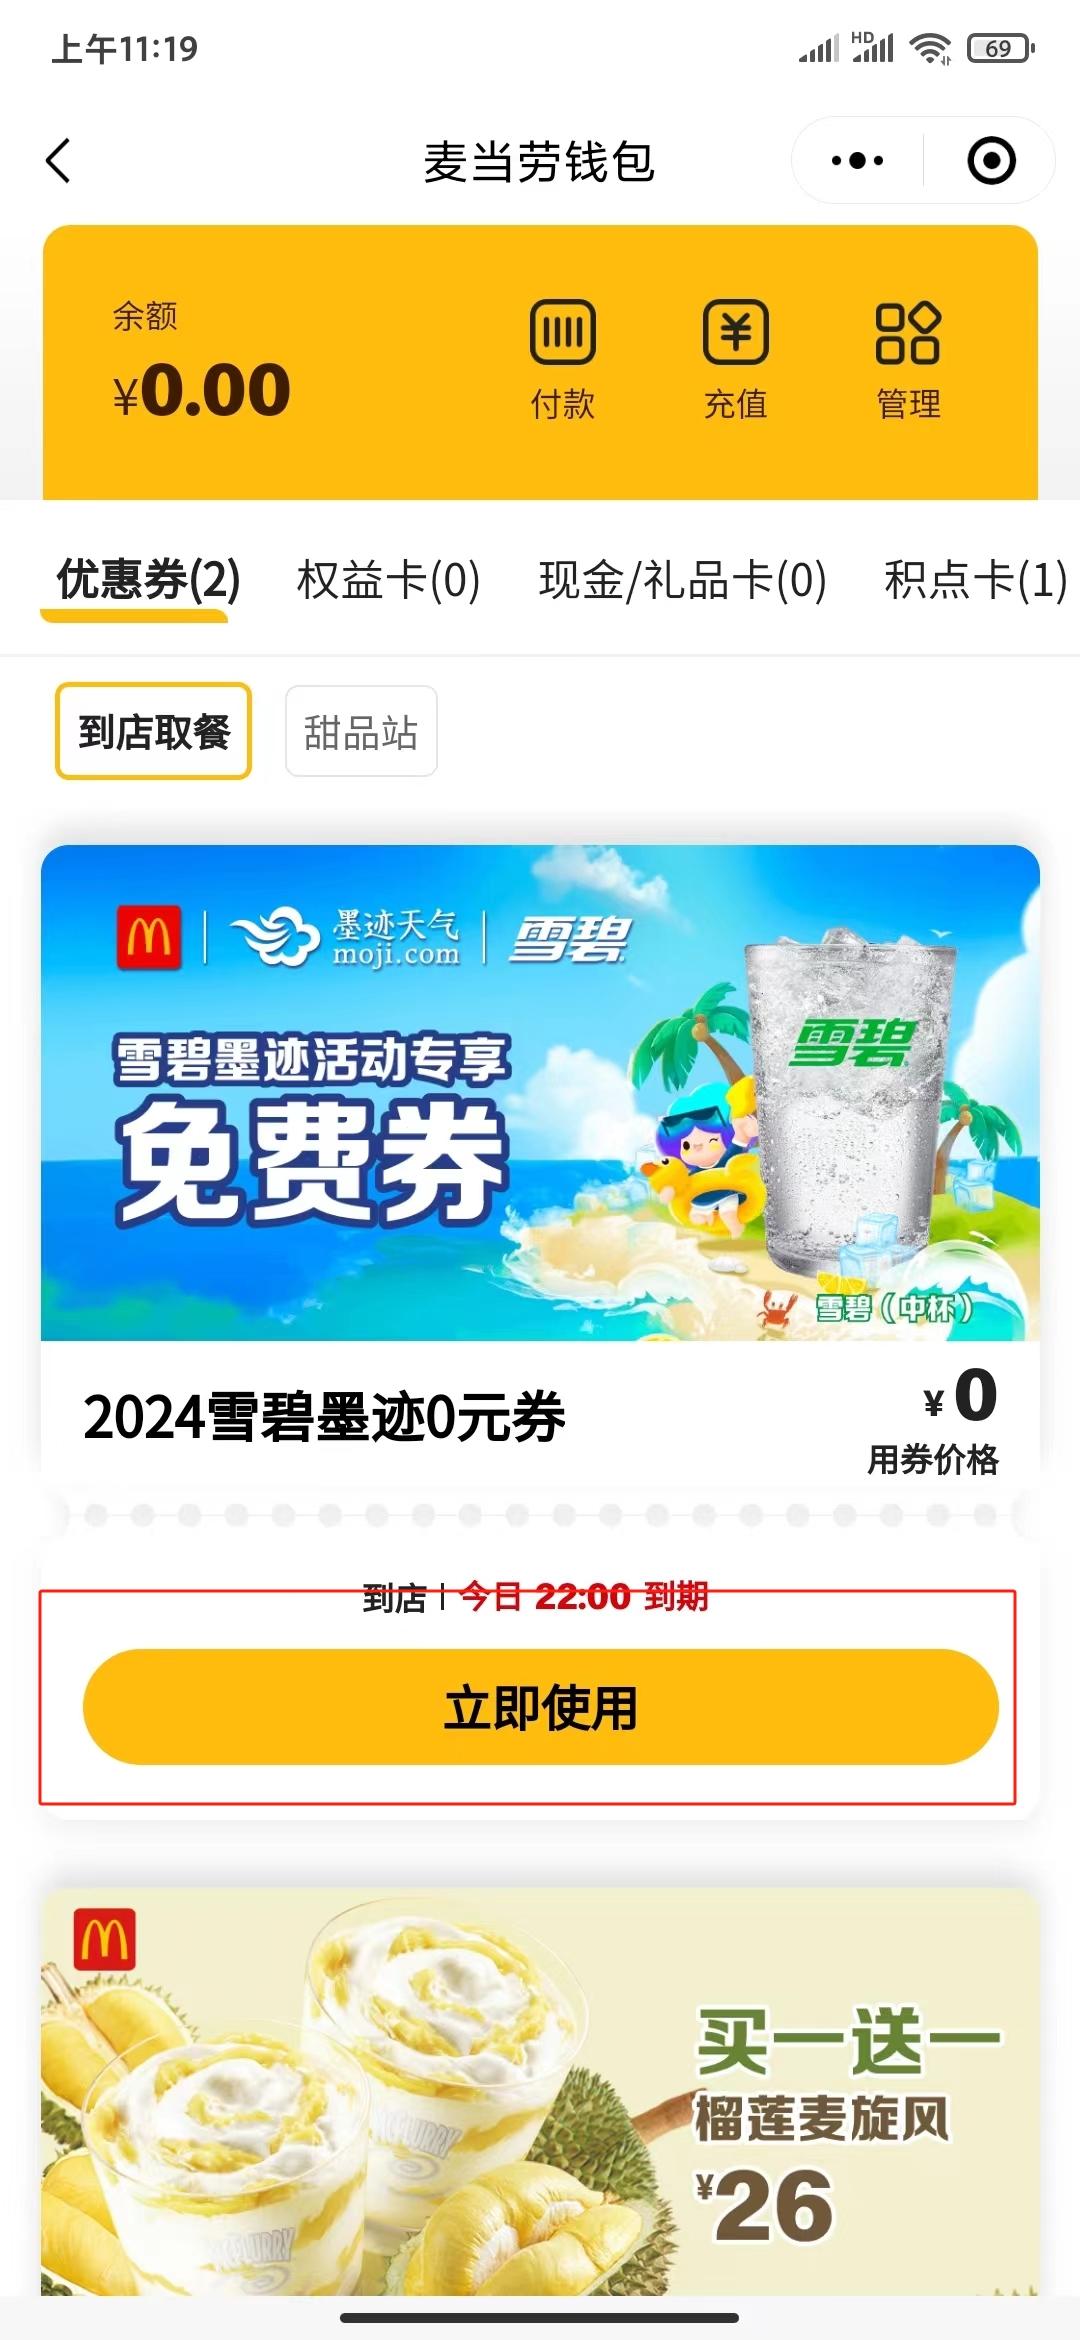 上午11:19
HD
69
麦当劳钱包
余额
¥0.00
付款
充值
管理
优惠券(2)
权益卡(0)
现金/礼品卡(0)
积点卡(1)
到店取餐
甜品站
墨迹天气
moji.com
雪碧
雪碧墨迹活动专享
免费券
雪碧
雪碧（中杯）
2024雪碧墨迹0元券
¥0
用券价格
到店 | 今日 22:00 到期
立即使用
买一送一
榴莲麦旋风
¥26